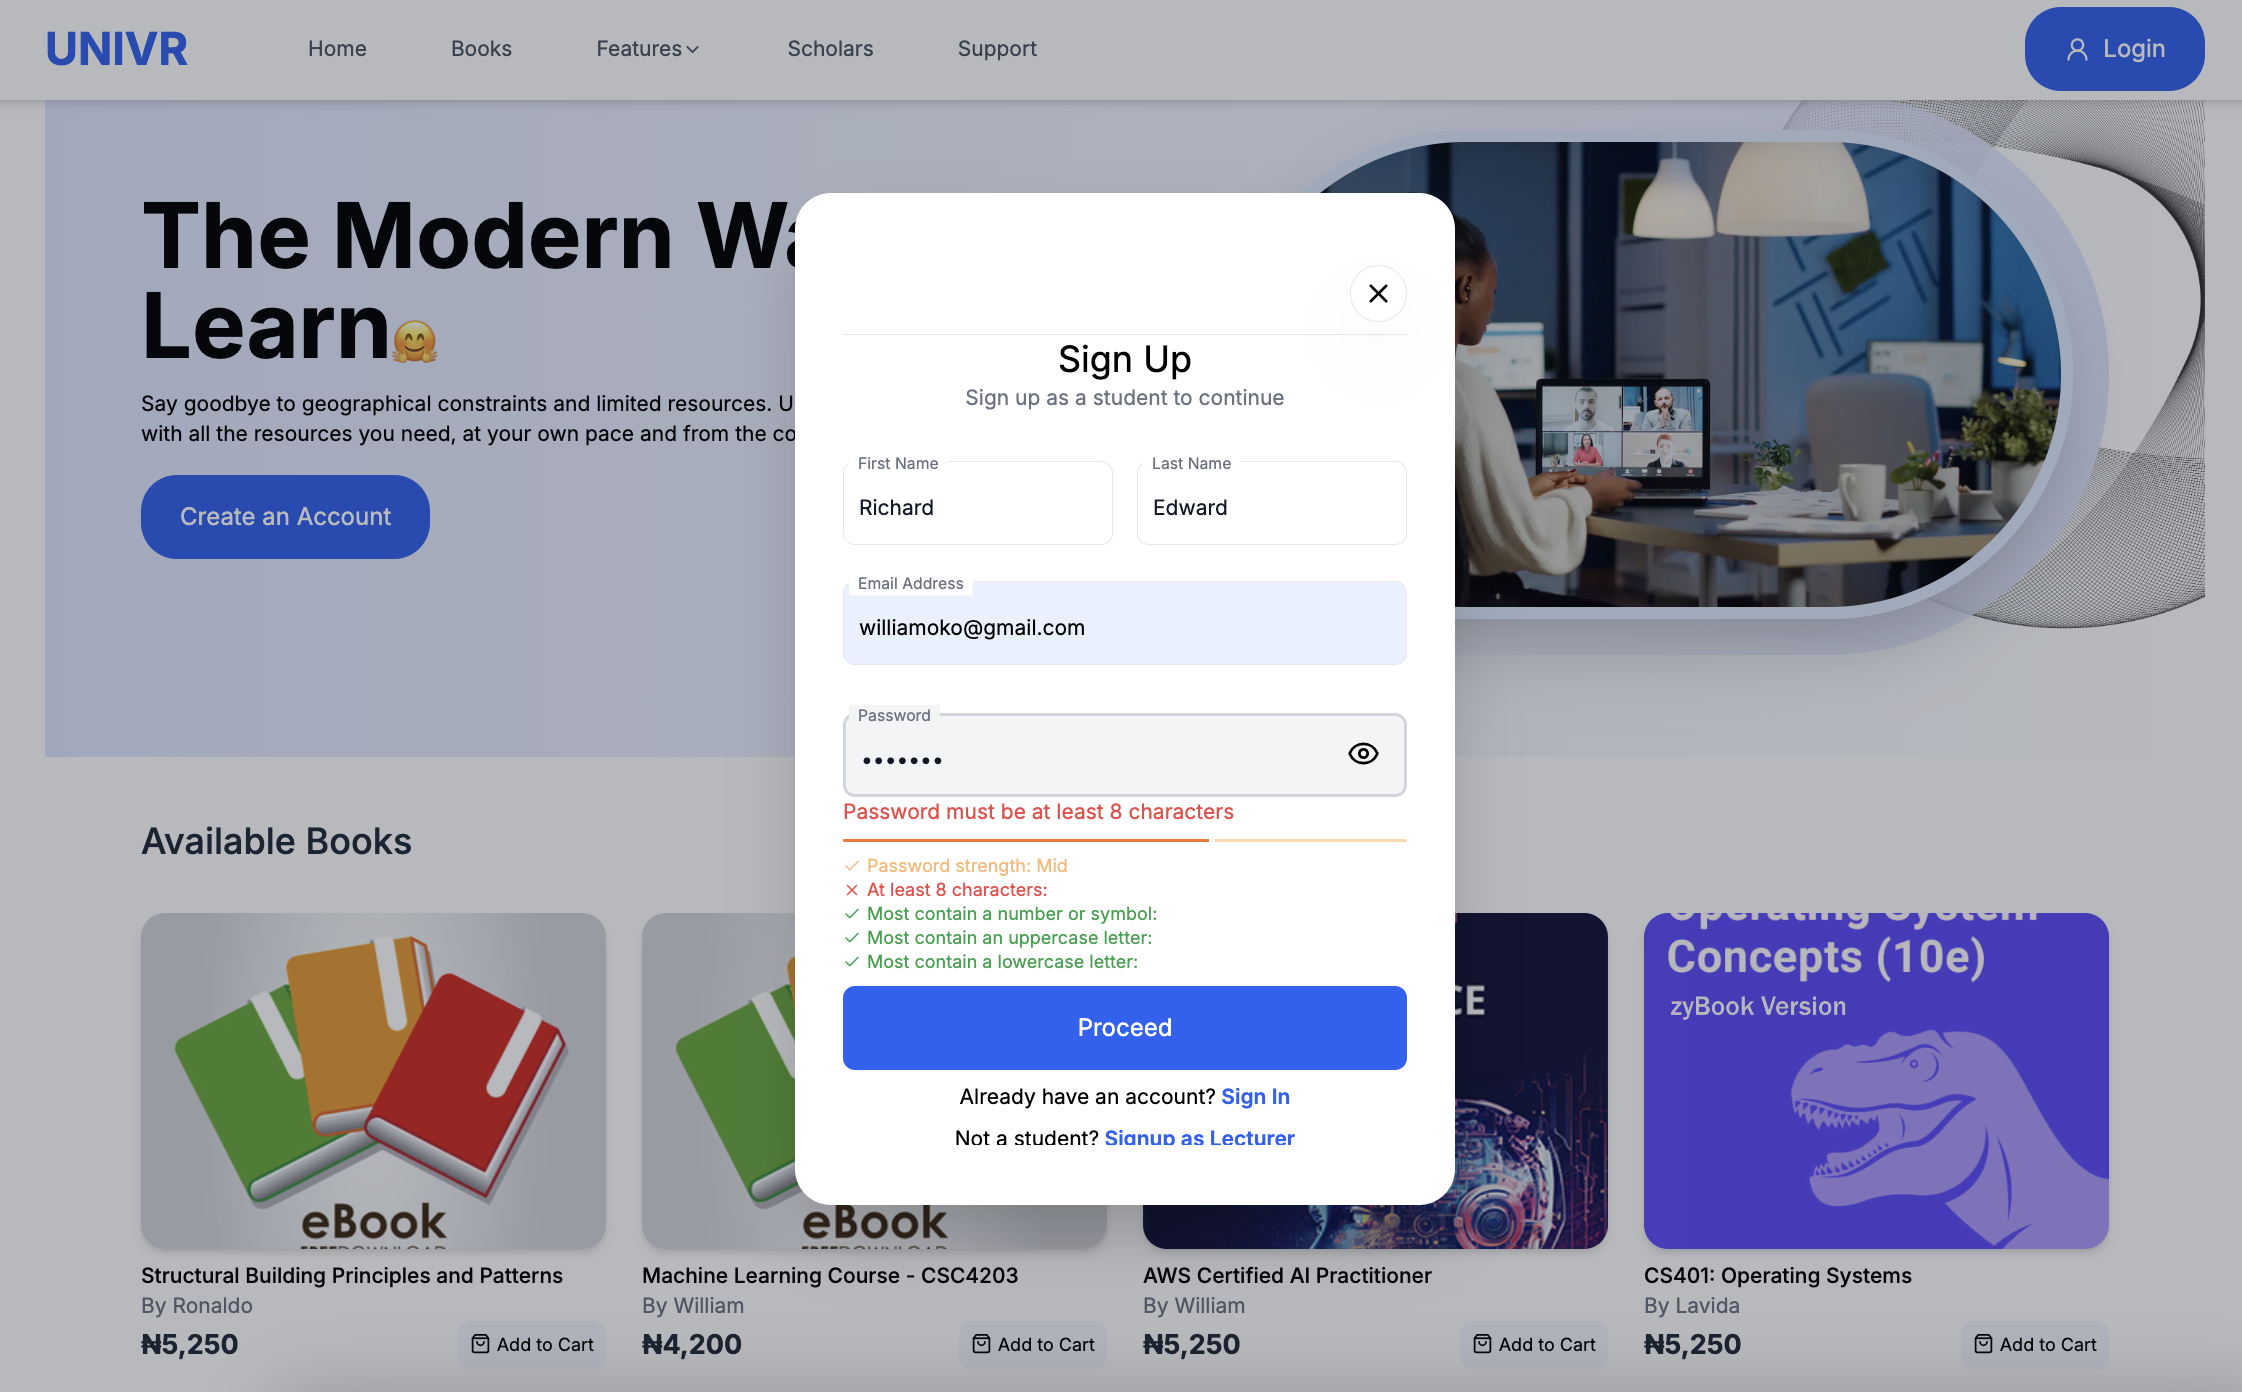 UNIVR
Home
Books
Features
Scholars
Support
Login
The Modern Wa
Learn🤗
Say goodbye to geographical constraints and limited resources. U
with all the resources you need, at your own pace and from the co
Create an Account
Sign Up
Sign up as a student to continue
First Name
Richard
Last Name
Edward
Email Address
williamoko@gmail.com
Password
•••••••
Password must be at least 8 characters
Password strength: Mid
At least 8 characters:
Most contain a number or symbol:
Most contain an uppercase letter:
Most contain a lowercase letter:
Proceed
Already have an account? Sign In
Not a student? Signup as Lecturer
Available Books
eBook
FREE DOWNLOAD
eBook
FREE DOWNLOAD
CE
Operating System
Concepts (10e)
zyBook Version
Structural Building Principles and Patterns
By Ronaldo
₦5,250
Add to Cart
Machine Learning Course - CSC4203
By William
₦4,200
Add to Cart
AWS Certified AI Practitioner
By William
₦5,250
Add to Cart
CS401: Operating Systems
By Lavida
₦5,250
Add to Cart